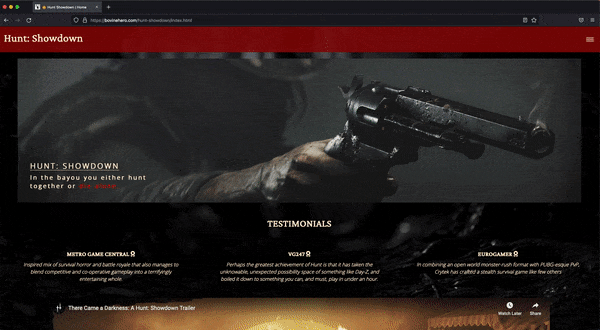 Hunt Showdown | Home
https://bovinehero.com/hunt-showdown/index.html
Hunt: Showdown
HUNT: SHOWDOWN
In the bayou you either hunt
together or die alone
TESTIMONIALS
METRO GAME CENTRAL
Inspired mix of survival horror and battle royale that also manages to
blend competitive and co-operative gameplay into a terrifyingly
entertaining whole.
VG247
Perhaps the greatest achievement of Hunt is that it has taken the
unknowable, unexpected possibility space of something like Day-Z, and
boiled it down to something you can, and must, play in under an hour.
EUROGAMER
In combining an open world monster-rush format with PUBG-esque PvP,
Crytek has crafted a stealth survival game like few others
There Came a Darkness: A Hunt: Showdown Trailer
Watch Later
Share